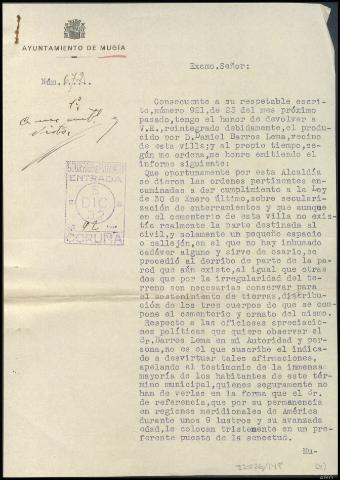 AYUNTAMIENTO DE MUGÍA
Núm. 672.
Excmo. Señor:
Consecuente a su respetable escri-
to, número 921, de 23 del mes próximo
pasado, tengo el honor de devolver a
V.E., reintegrado debidamente, el produci-
do por D. Daniel Barros Lema, vecino
de esta villa; y al propio tiempo, se-
gún me ordena, me honro emitiendo el
informe siguiente:
Que oportunamente por esta Alcaldía
se dieron las ordenes pertinentes en-
caminadas a dar cumplimiento a la Ley
de 30 de Enero último, sobre seculari-
zación de enterramientos y que aunque
en el cementerio de esta villa no exis-
tía realmente la parte destinada al
civil, y solamente un pequeño espacio
o callejón, en el que no hay inhumado
cadáver alguno y sirve de osario, se
procedió al derribo de parte de la pa-
red que aún existe, al igual que otras
dos que por la irregularidad del te-
rreno son necesarias conservar para
el sostenimiento de tierras, distribu-
ción de los tres cuerpos de que se com-
pone el cementerio y ornato del mismo.
Respecto a las oficiosas apreciacio-
nes políticas que quiere observar el
Sr. Barros Lema en mi Autoridad y per-
sona, no es el que suscribe el indica-
do a desvirtuar tales afirmaciones,
apelando al testimonio de la inmensa
mayoría de los habitantes de este tér-
mino municipal, quienes seguramente no
han de verlas en la forma que el Sr.
de referencia, que por su permanencia
en regiones meridionales de América
durante unos 9 lustros y su avanzada
edad, le colocan tristemente en un pre-
ferente puesto de la senectud.
Mu-
ENTRADA
DIC
CORUÑA